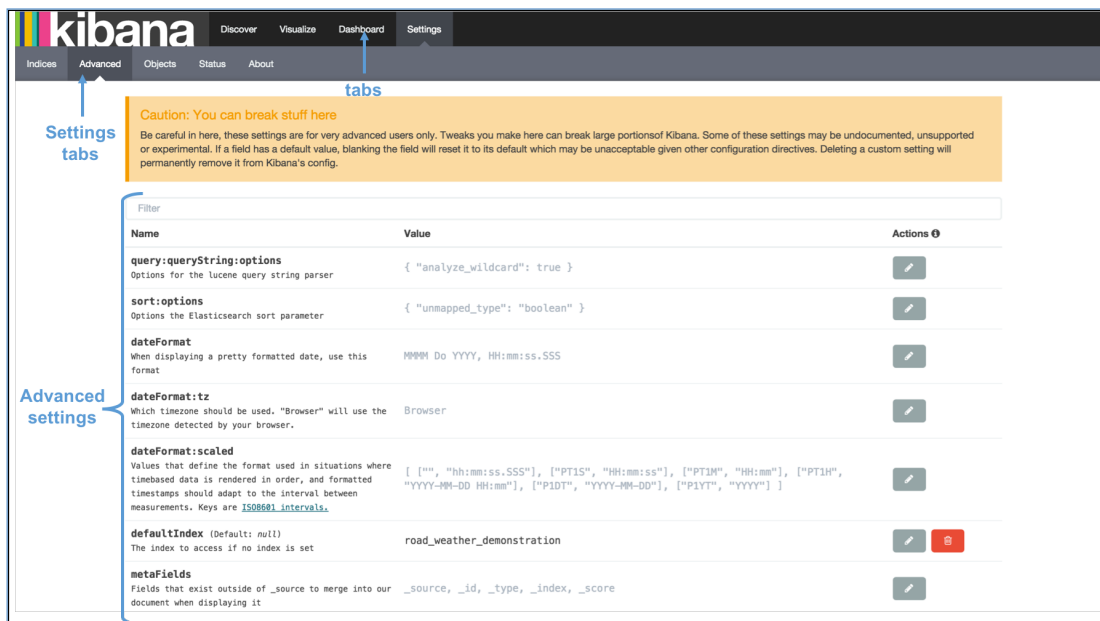 kibana Discover Visualize Dashboard Settings
Indices Advanced Objects Status About
tabs
Settings
tabs
Caution: You can break stuff here
Be careful in here, these settings are for very advanced users only. Tweaks you make here can break large portionsof Kibana. Some of these settings may be undocumented, unsupported
or experimental. If a field has a default value, blanking the field will reset it to its default which may be unacceptable given other configuration directives. Deleting a custom setting will
permanently remove it from Kibana's config.
Filter
Name Value Actions
query:queryString:options
Options for the lucene query string parser
{ "analyze_wildcard": true }
sort:options
Options the Elasticsearch sort parameter
{ "unmapped_type": "boolean" }
dateFormat
When displaying a pretty formatted date, use this
format
MMMM Do YYYY, HH:mm:ss.SSS
Advanced
settings
dateFormat:tz
Which timezone should be used. "Browser" will use the
timezone detected by your browser.
Browser
dateFormat:scaled
Values that define the format used in situations where
timebased data is rendered in order, and formatted
timestamps should adapt to the interval between
measurements. Keys are ISO8601 intervals.
[ ["", "hh:mm:ss.SSS"], ["PT1S", "HH:mm:ss"], ["PT1M", "HH:mm"], ["PT1H",
"YYYY-MM-DD HH:mm"], ["P1DT", "YYYY-MM-DD"], ["P1YT", "YYYY"] ]
defaultIndex (Default: null)
The index to access if no index is set
road_weather_demonstration
metaFields
Fields that exist outside of _source to merge into our
document when displaying it
_source, _id, _type, _index, _score